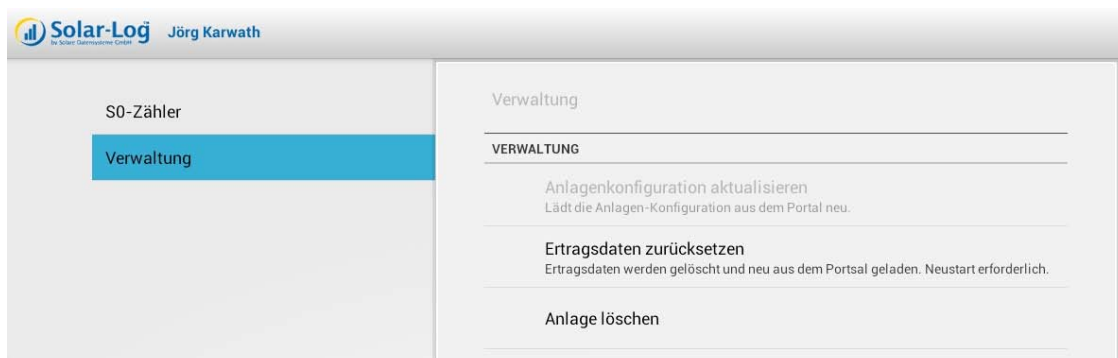 Solar-Log
by Solare Datensysteme GmbH
Jörg Karwath
S0-Zähler
Verwaltung
Verwaltung
VERWALTUNG
Anlagenkonfiguration aktualisieren
Lädt die Anlagen-Konfiguration aus dem Portal neu.
Ertragsdaten zurücksetzen
Ertragsdaten werden gelöscht und neu aus dem Portsal geladen. Neustart erforderlich.
Anlage löschen